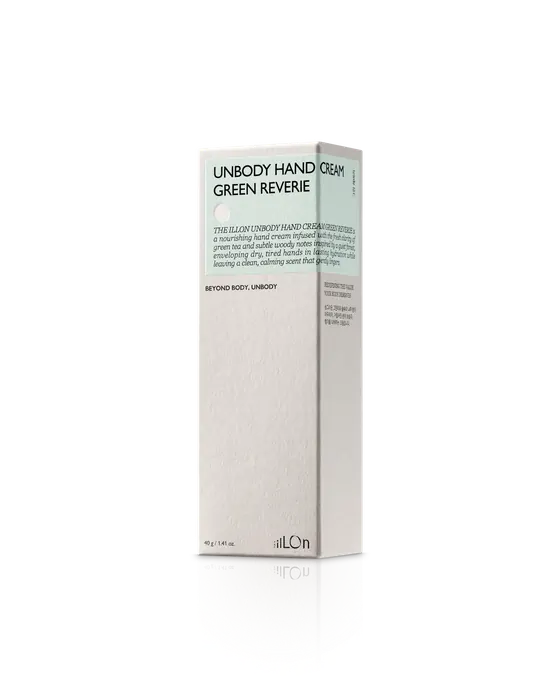 UNBODY HAND CREAM
GREEN REVERIE
THE ILLON UNBODY HAND CREAM GREEN REVERIE is
a nourishing hand cream infused with the fresh clarity of
green tea and subtle woody notes inspired by a quiet forest,
enveloping dry, tired hands in lasting hydration while
leaving a clean, calming scent that gently lingers.
BEYOND BODY, UNBODY
40 g / 1.41 oz.
illOn